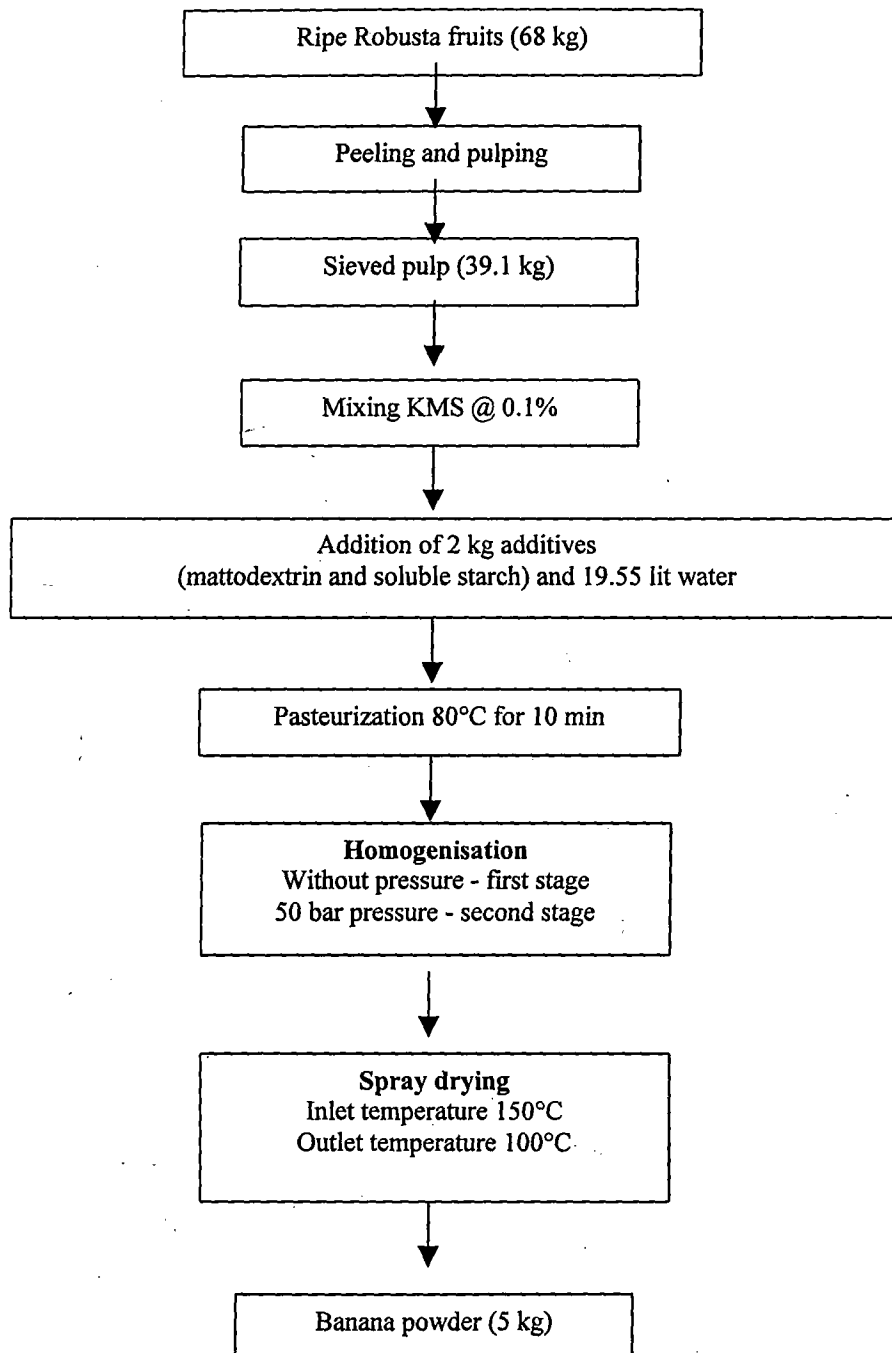 Ripe Robusta fruits (68 kg)
Peeling and pulping
Sieved pulp (39.1 kg)
Mixing KMS @ 0.1%
Addition of 2 kg additives
(mattodextrin and soluble starch) and 19.55 lit water
Pasteurization 80°C for 10 min
Homogenisation
Without pressure - first stage
50 bar pressure - second stage
Spray drying
Inlet temperature 150°C
Outlet temperature 100°C
Banana powder (5 kg)